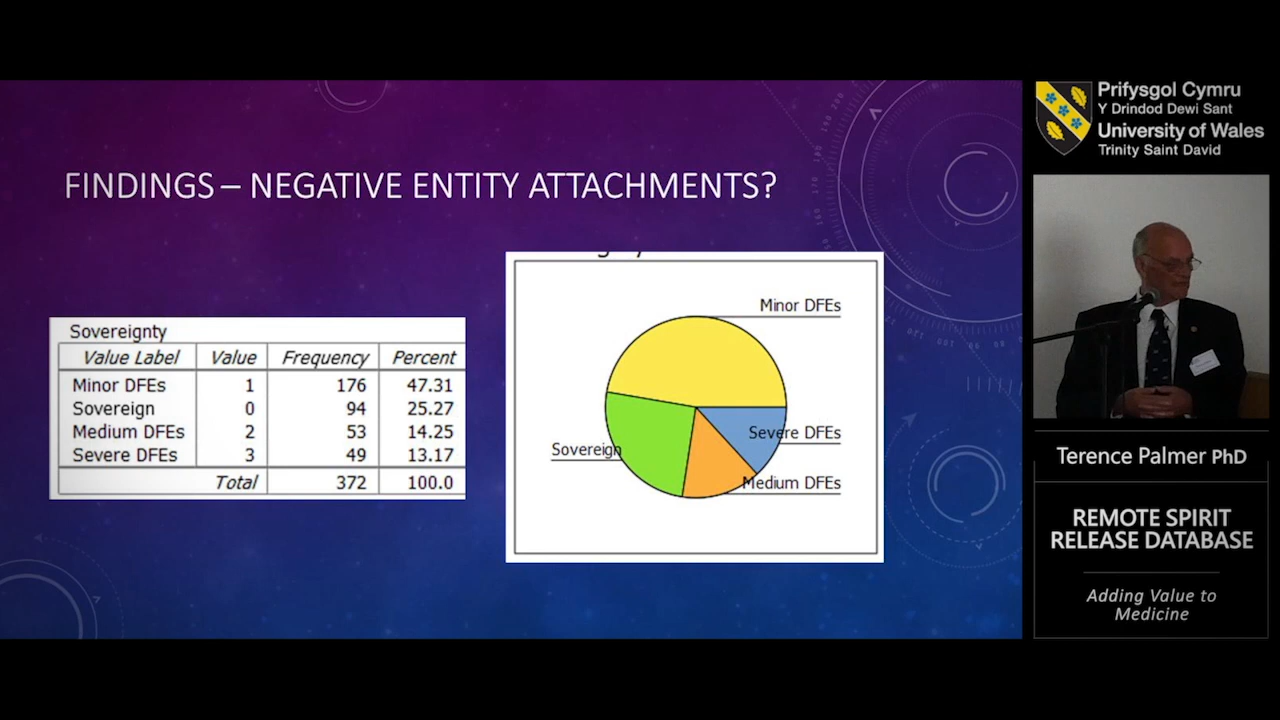 FINDINGS – NEGATIVE ENTITY ATTACHMENTS?
Sovereignty
Value Label Value Frequency Percent
Minor DFEs 1 176 47.31
Sovereign 0 94 25.27
Medium DFEs 2 53 14.25
Severe DFEs 3 49 13.17
Total 372 100.0
Minor DFEs
Severe DFEs
Sovereign
Medium DFEs
Prifysgol Cymru
Y Drindod Dewi Sant
University of Wales
Trinity Saint David
Terence Palmer PhD
REMOTE SPIRIT
RELEASE DATABASE
Adding Value to
Medicine